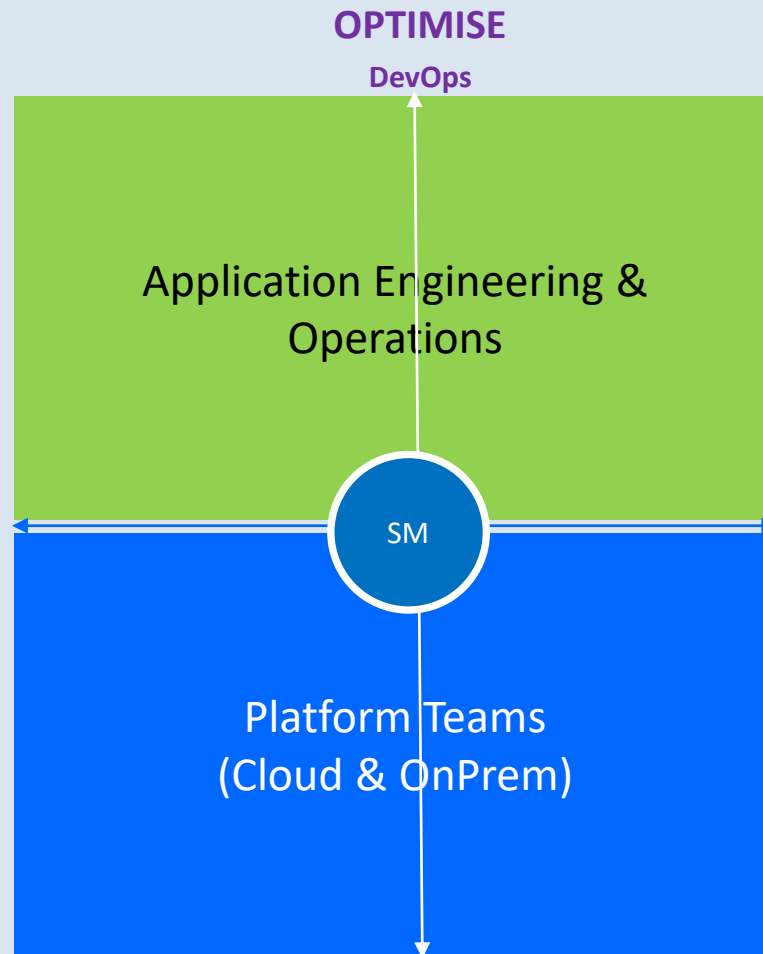 OPTIMISE
DevOps
Application Engineering &
Operations
SM
Platform Teams
(Cloud & OnPrem)